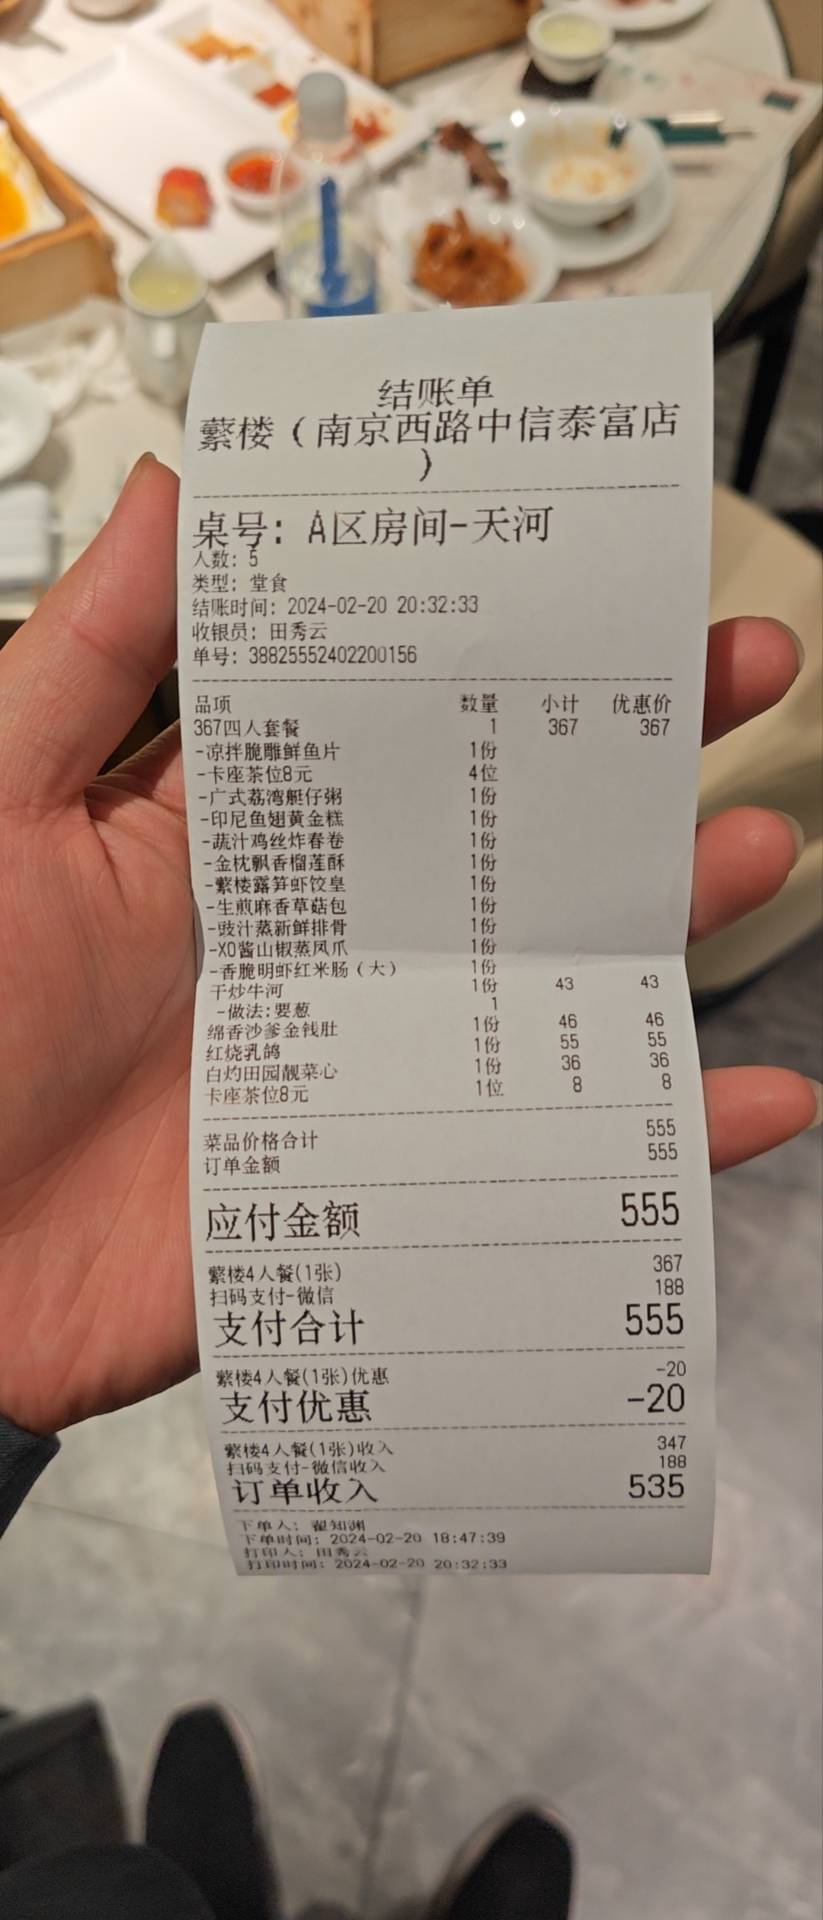 结账单
蘩楼（南京西路中信泰富店
）
桌号: A区房间-天河
人数: 5
类型: 堂食
结账时间: 2024-02-20 20:32:33
收银员: 田秀云
单号: 38825552402200156
品项 数量 小计 优惠价
367四人套餐 1 367 367
-凉拌脆雕鲜鱼片 1份
-卡座茶位8元 4位
-广式荔湾艇仔粥 1份
-印尼鱼翅黄金糕 1份
-蔬汁鸡丝炸春卷 1份
-金枕飘香榴莲酥 1份
-蘩楼露笋虾饺皇 1份
-生煎麻香草菇包 1份
-豉汁蒸新鲜排骨 1份
-XO酱山椒蒸凤爪 1份
-香脆明虾红米肠（大） 1份
干炒牛河 1份 43 43
-做法:要葱 1
绵香沙爹金钱肚 1份 46 46
红烧乳鸽 1份 55 55
白灼田园靓菜心 1份 36 36
卡座茶位8元 1位 8 8
菜品价格合计 555
订单金额 555
应付金额 555
蘩楼4人餐(1张) 367
扫码支付-微信 188
支付合计 555
蘩楼4人餐(1张)优惠 -20
支付优惠 -20
蘩楼4人餐(1张)收入 347
扫码支付-微信收入 188
订单收入 535
下单人: 翟知渊
下单时间: 2024-02-20 18:47:39
打印人: 田秀云
打印时间: 2024-02-20 20:32:33